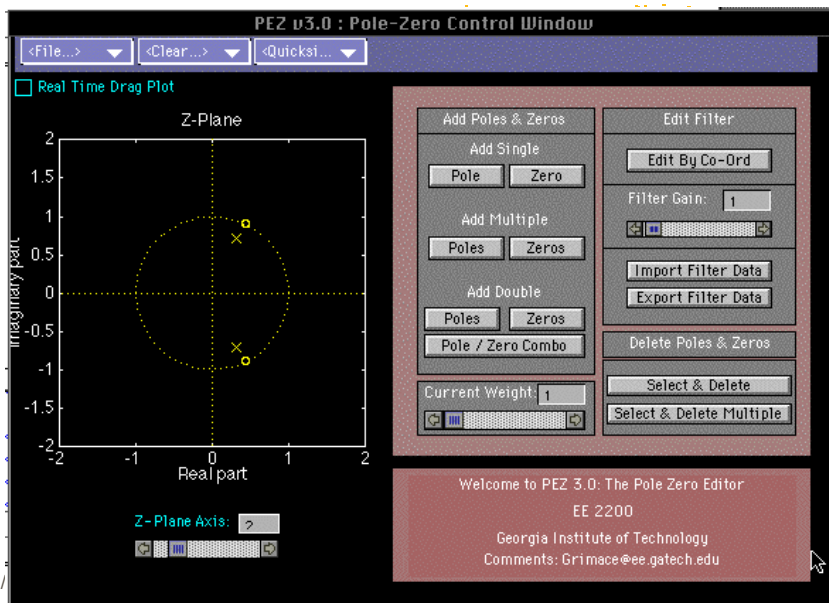 PEZ v3.0 : Pole-Zero Control Window
<File...>
<Clear...>
<Quicksi...
Real Time Drag Plot
Z-Plane
2
1.5
1
0.5
0
-0.5
-1
-1.5
-2
Imaginary part
-2 -1 0 1 2
Real part
Z-Plane Axis: 2
Add Poles & Zeros
Add Single
Pole Zero
Add Multiple
Poles Zeros
Add Double
Poles Zeros
Pole / Zero Combo
Current Weight: 1
Edit Filter
Edit By Co-Ord
Filter Gain: 1
Import Filter Data
Export Filter Data
Delete Poles & Zeros
Select & Delete
Select & Delete Multiple
Welcome to PEZ 3.0: The Pole Zero Editor
EE 2200
Georgia Institute of Technology
Comments: Grimace@ee.gatech.edu